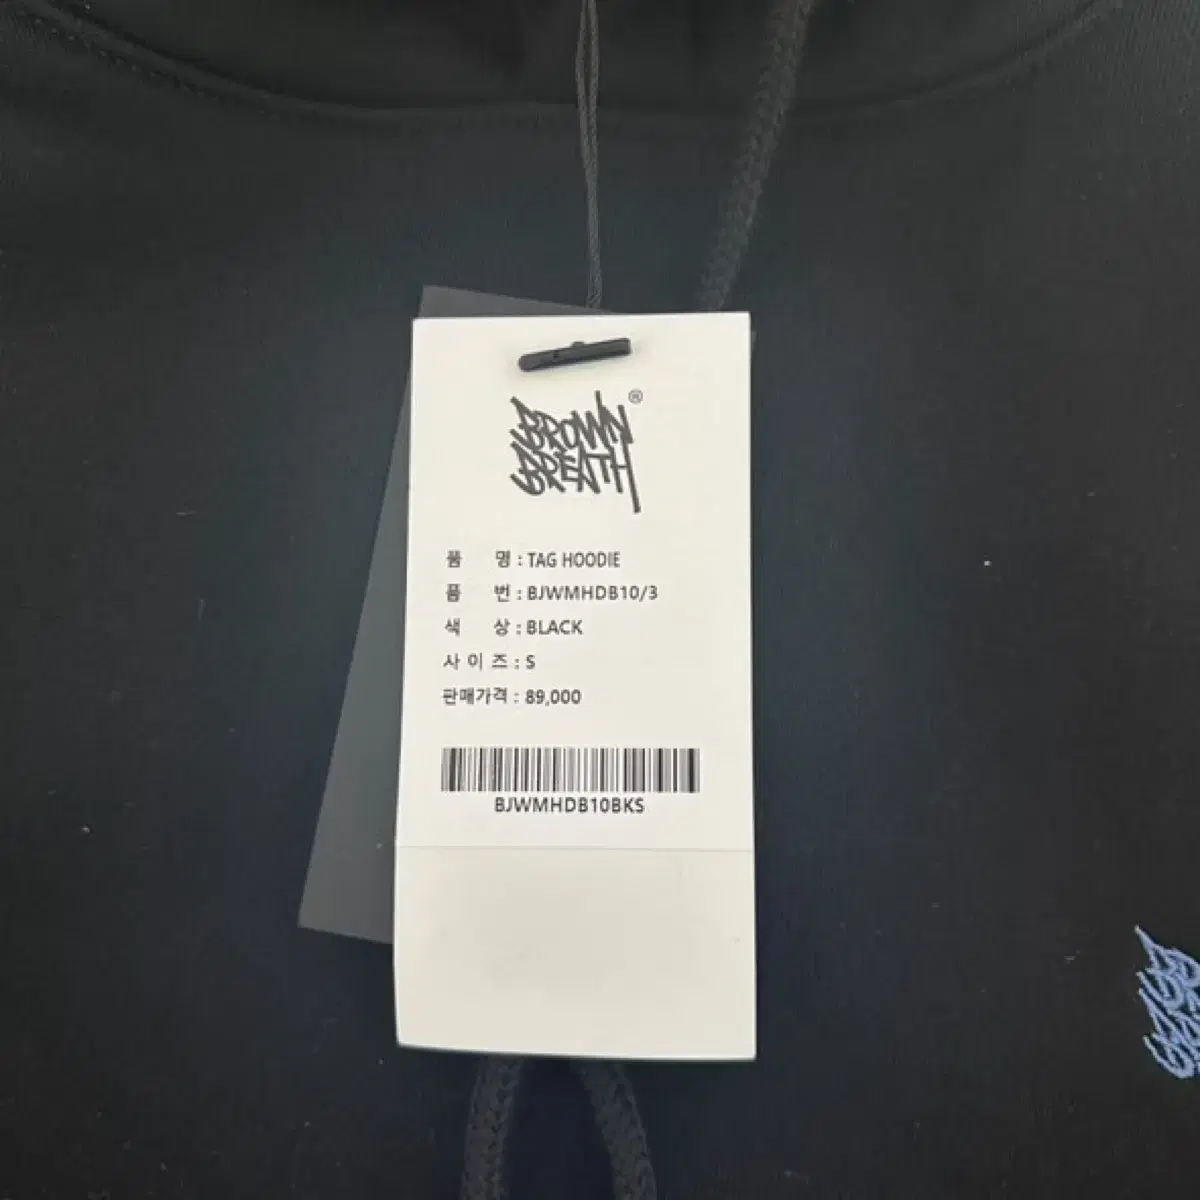 BROWN
BREATH
®
품 명 : TAG HOODIE
품 번 : BJWMHDB10/3
색 상 : BLACK
사 이 즈 : S
판매가격 : 89,000
BJWMHDB10BKS